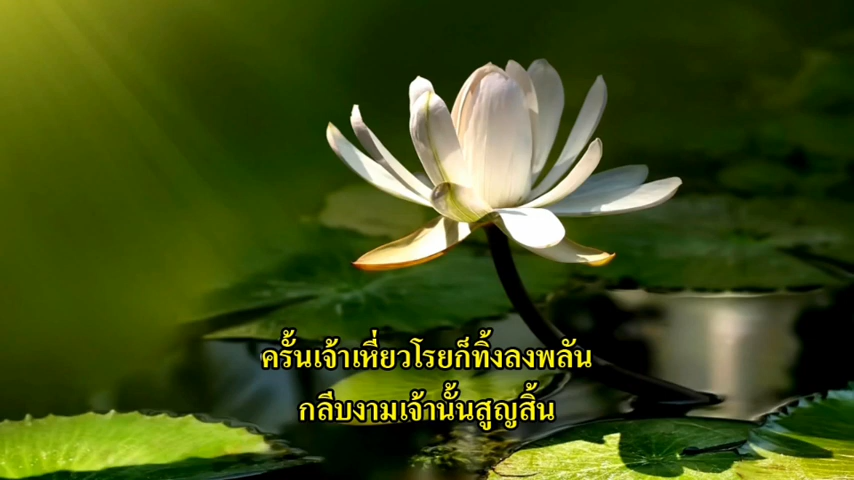 ครั้นเจ้าเหี่ยวโรยก็ทิ้งลงพลัน
กลีบงามเจ้านั้นสูญสิ้น